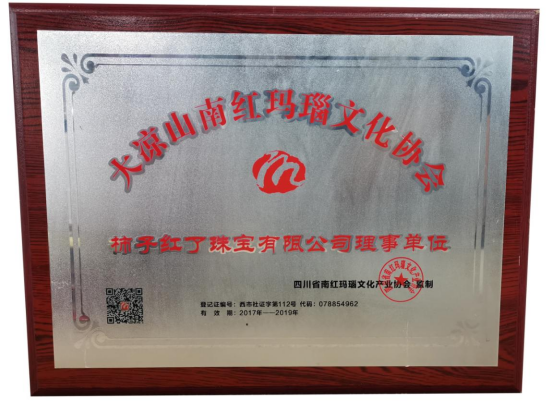 大凉山南红玛瑙文化协会
柿子红了珠宝有限公司理事单位
四川省南红玛瑙文化产业协会 监制
登记证编号：西市社证字第112号 代码：078854962
有 效 期：2017年——2019年